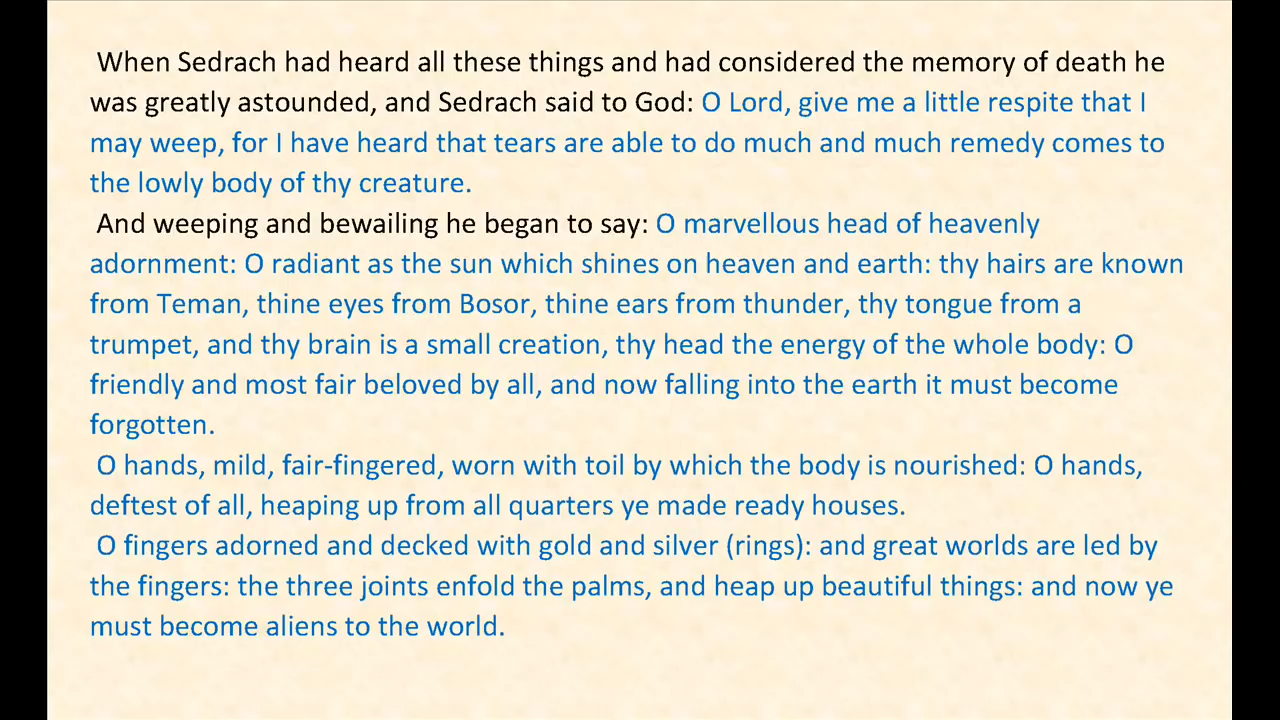 When Sedrach had heard all these things and had considered the memory of death he
was greatly astounded, and Sedrach said to God: O Lord, give me a little respite that I
may weep, for I have heard that tears are able to do much and much remedy comes to
the lowly body of thy creature.
And weeping and bewailing he began to say: O marvellous head of heavenly
adornment: O radiant as the sun which shines on heaven and earth: thy hairs are known
from Teman, thine eyes from Bosor, thine ears from thunder, thy tongue from a
trumpet, and thy brain is a small creation, thy head the energy of the whole body: O
friendly and most fair beloved by all, and now falling into the earth it must become
forgotten.
O hands, mild, fair-fingered, worn with toil by which the body is nourished: O hands,
deftest of all, heaping up from all quarters ye made ready houses.
O fingers adorned and decked with gold and silver (rings): and great worlds are led by
the fingers: the three joints enfold the palms, and heap up beautiful things: and now ye
must become aliens to the world.